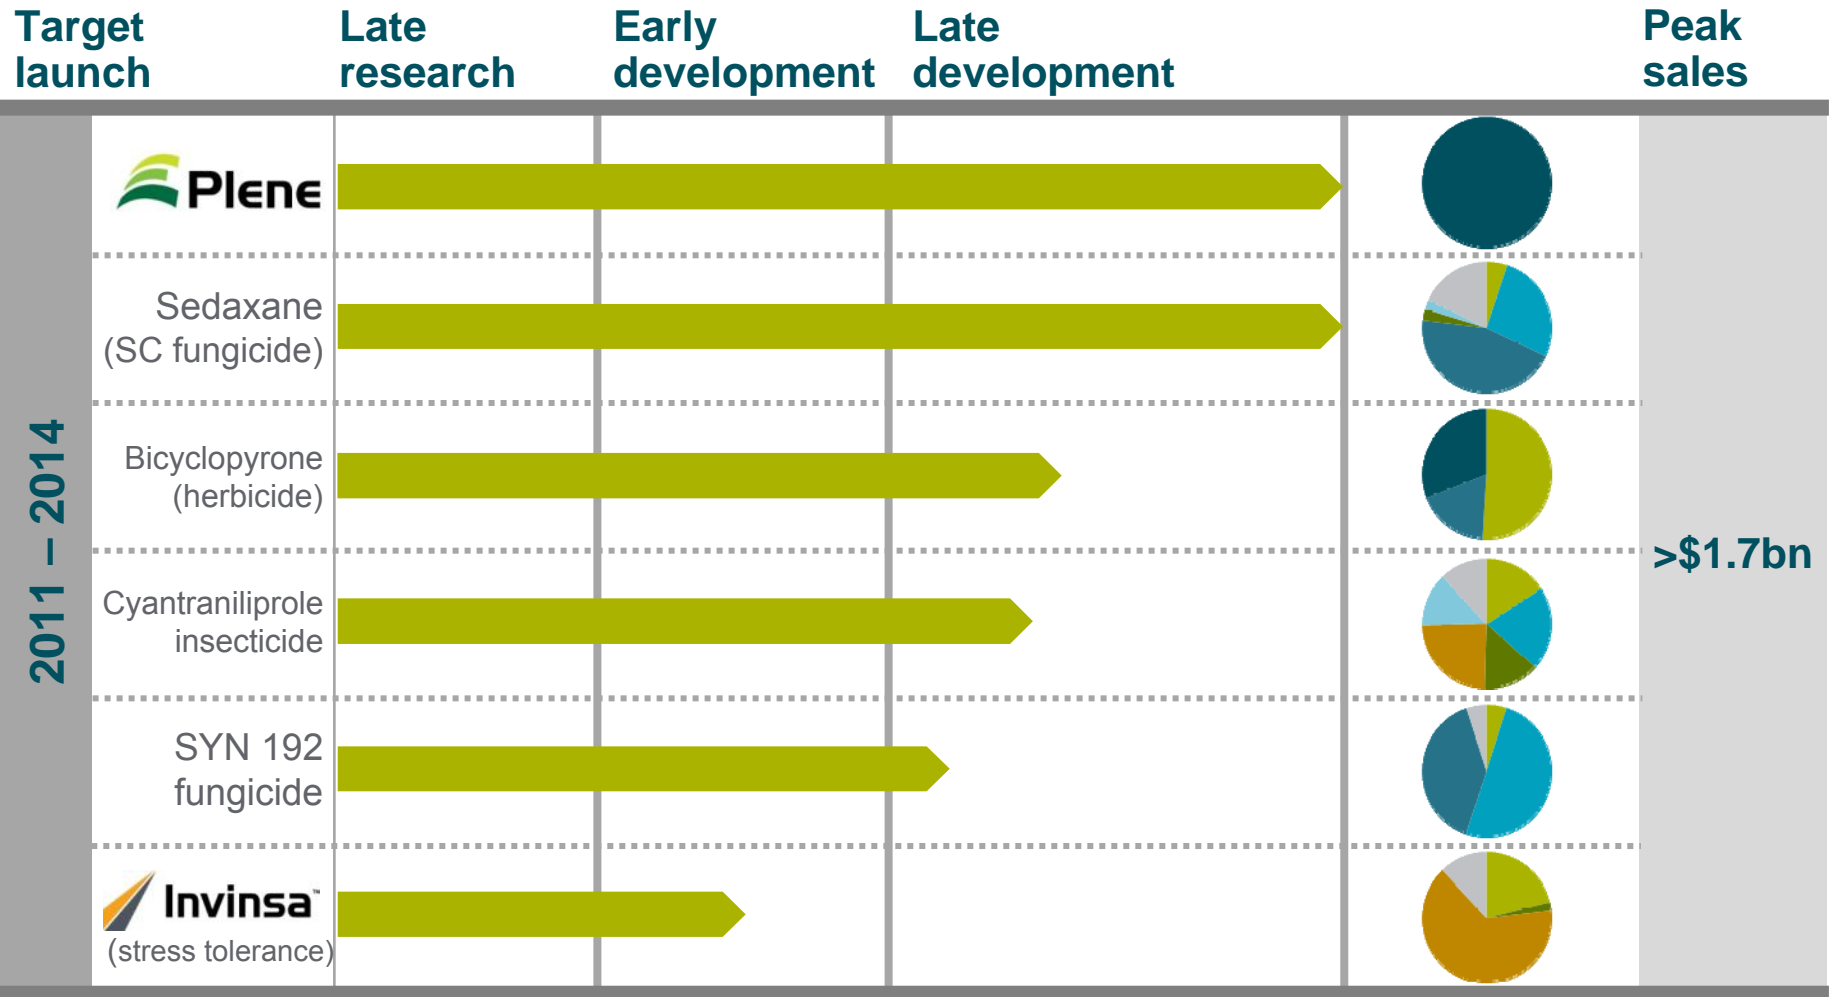 Target
launch
Late
research
Early
development
Late
development
Peak
sales
2011 – 2014
Plene
Sedaxane
(SC fungicide)
Bicyclopyrone
(herbicide)
Cyantraniliprole
insecticide
SYN 192
fungicide
Invinsa™
(stress tolerance)
>$1.7bn